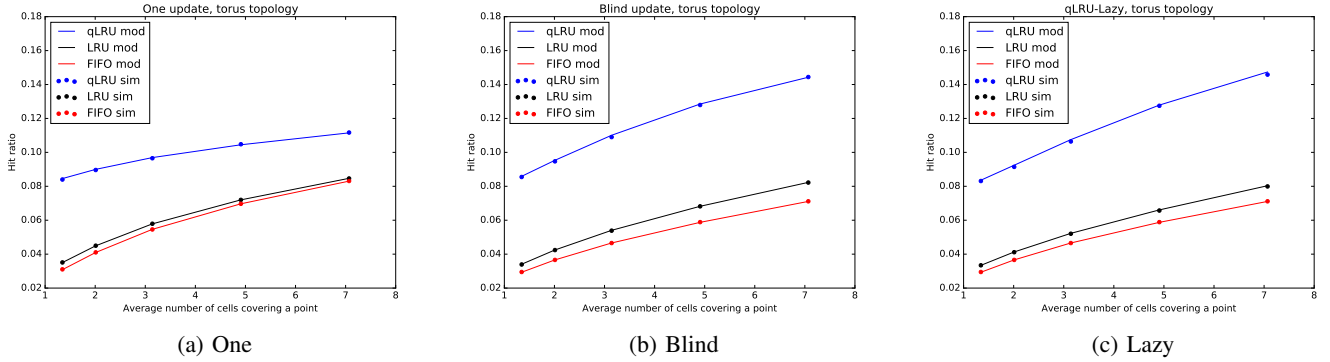 One update, torus topology
0.18
0.16
0.14
0.12
0.10
0.08
0.06
0.04
0.02
Hit ratio
qLRU mod
LRU mod
FIFO mod
qLRU sim
LRU sim
FIFO sim
1 2 3 4 5 6 7 8
Average number of cells covering a point
(a) One
Blind update, torus topology
0.18
0.16
0.14
0.12
0.10
0.08
0.06
0.04
0.02
Hit ratio
qLRU mod
LRU mod
FIFO mod
qLRU sim
LRU sim
FIFO sim
1 2 3 4 5 6 7 8
Average number of cells covering a point
(b) Blind
qLRU-Lazy, torus topology
0.18
0.16
0.14
0.12
0.10
0.08
0.06
0.04
0.02
Hit ratio
qLRU mod
LRU mod
FIFO mod
qLRU sim
LRU sim
FIFO sim
1 2 3 4 5 6 7 8
Average number of cells covering a point
(c) Lazy